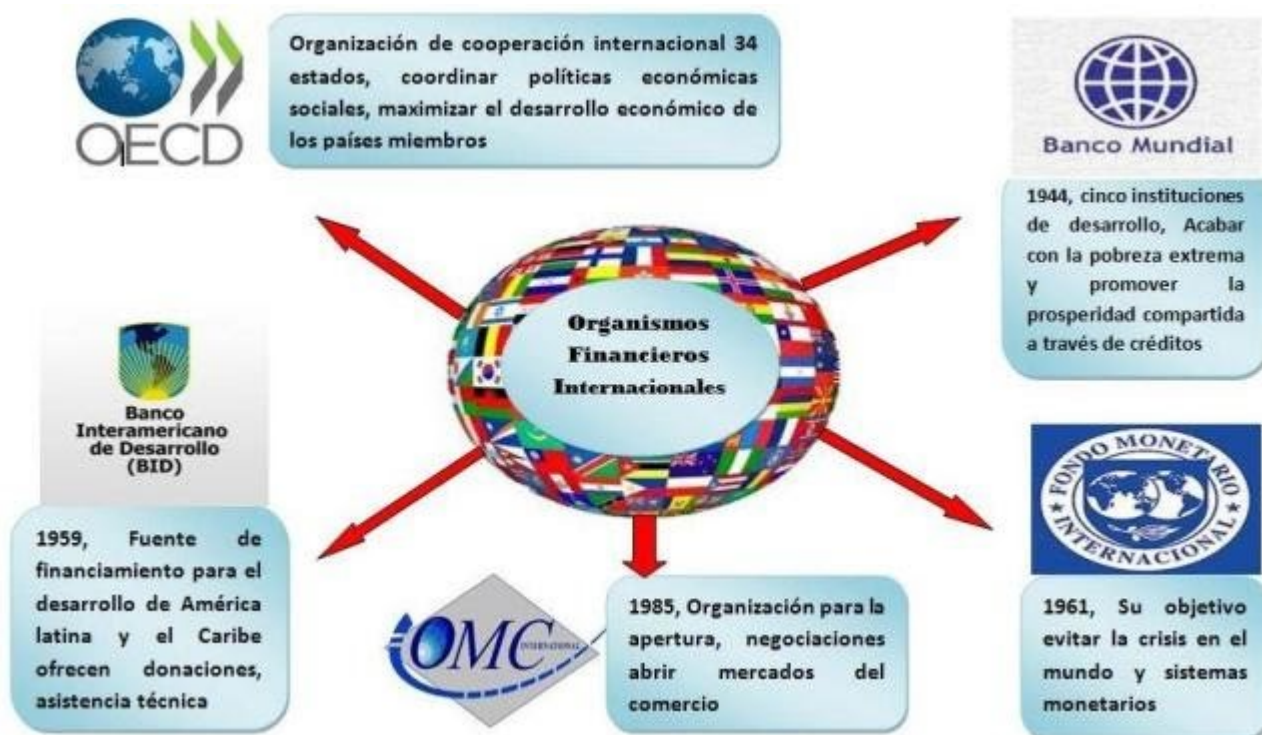 OECD
Organización de cooperación internacional 34
estados, coordinar políticas económicas
sociales, maximizar el desarrollo económico de
los países miembros
Banco Mundial
1944, cinco instituciones
de desarrollo, Acabar
con la pobreza extrema
y promover la
prosperidad compartida
a través de créditos
Organismos
Financieros
Internacionales
Banco
Interamericano
de Desarrollo
(BID)
1959, Fuente de
financiamiento para el
desarrollo de América
latina y el Caribe
ofrecen donaciones,
asistencia técnica
OMC
INTERNATIONAL
1985, Organización para la
apertura, negociaciones
abrir mercados del
comercio
FONDO MONETARIO
INTERNACIONAL
1961, Su objetivo
evitar la crisis en el
mundo y sistemas
monetarios